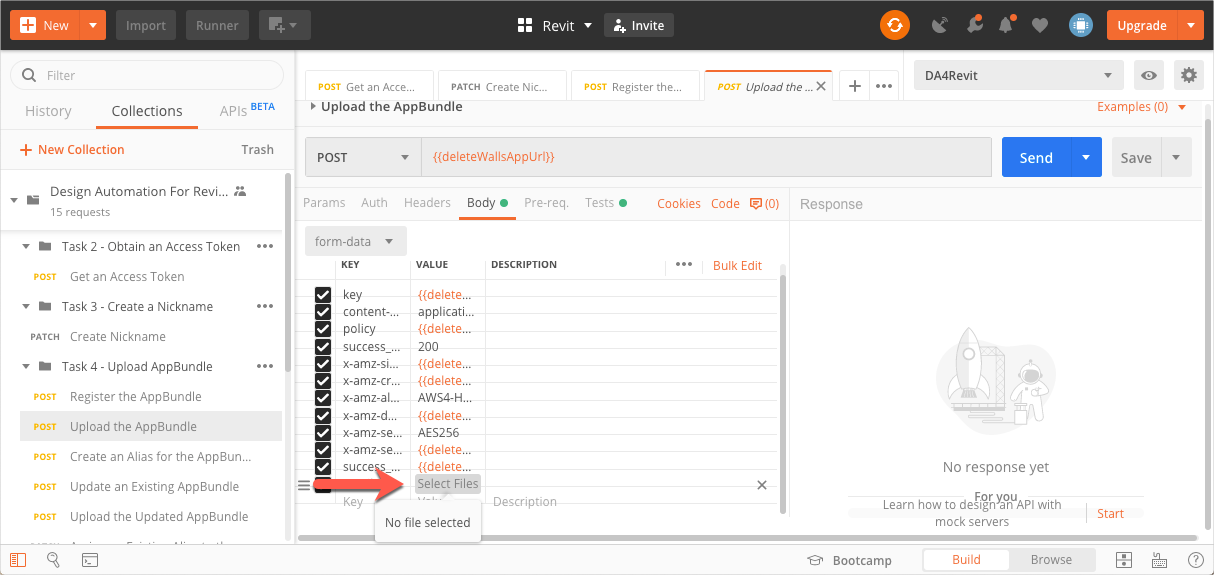 New
Import
Runner
Revit
Invite
Upgrade
Filter
History
Collections
APIs BETA
New Collection
Trash
Design Automation For Revi...
15 requests
Task 2 - Obtain an Access Token
POST Get an Access Token
Task 3 - Create a Nickname
PATCH Create Nickname
Task 4 - Upload AppBundle
POST Register the AppBundle
POST Upload the AppBundle
POST Create an Alias for the AppBun...
POST Update an Existing AppBundle
POST Upload the Updated AppBundle
POST Get an Acce...
PATCH Create Nic...
POST Register the...
POST Upload the ...
DA4Revit
Upload the AppBundle
Examples (0)
POST
{{deleteWallsAppUrl}}
Send
Save
Params Auth Headers Body Pre-req. Tests Cookies Code (0)
Response
form-data
KEY VALUE DESCRIPTION Bulk Edit
key {{delete...
content-... applicati...
policy {{delete...
success_... 200
x-amz-si... {{delete...
x-amz-cr... {{delete...
x-amz-al... AWS4-H...
x-amz-d... {{delete...
x-amz-se... AES256
x-amz-se... {{delete...
success_... {{delete...
Select Files
Key Description
No file selected
No response yet
For you
Learn how to design an API with
mock servers
Start
Bootcamp
Build
Browse